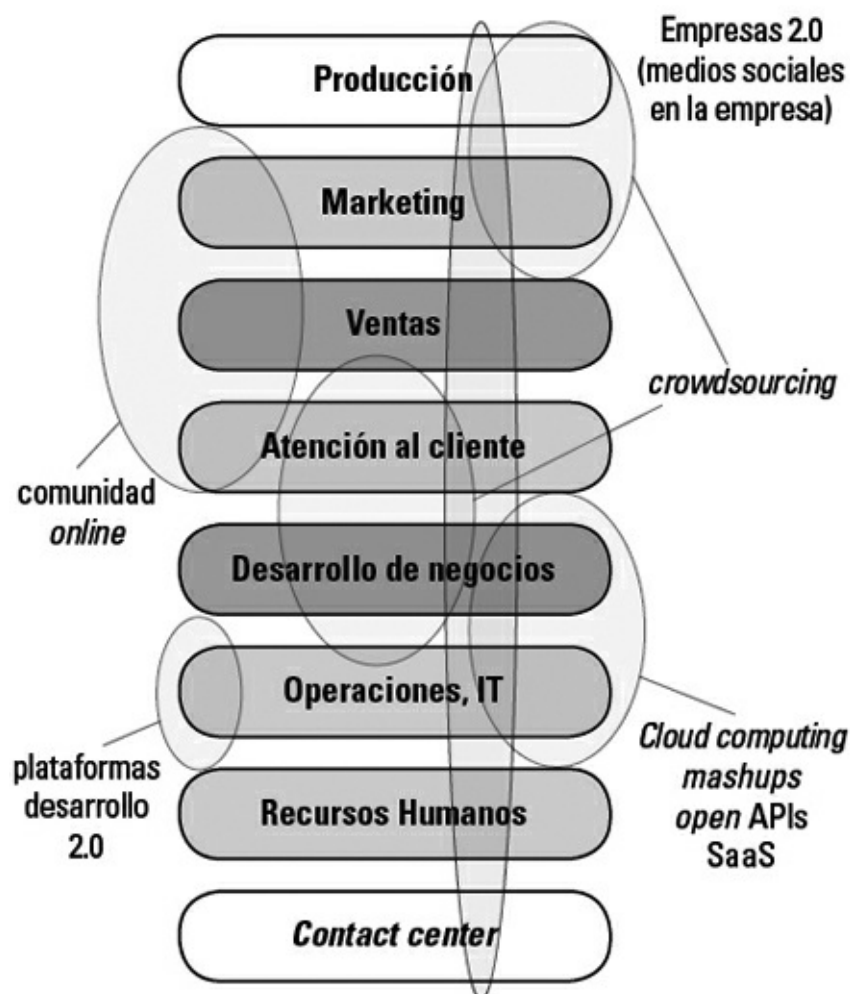 Producción
Empresas 2.0
(medios sociales
en la empresa)
Marketing
Ventas
crowdsourcing
Atención al cliente
comunidad
online
Desarrollo de negocios
Operaciones, IT
Cloud computing
mashups
open APIs
SaaS
plataformas
desarrollo
2.0
Recursos Humanos
Contact center